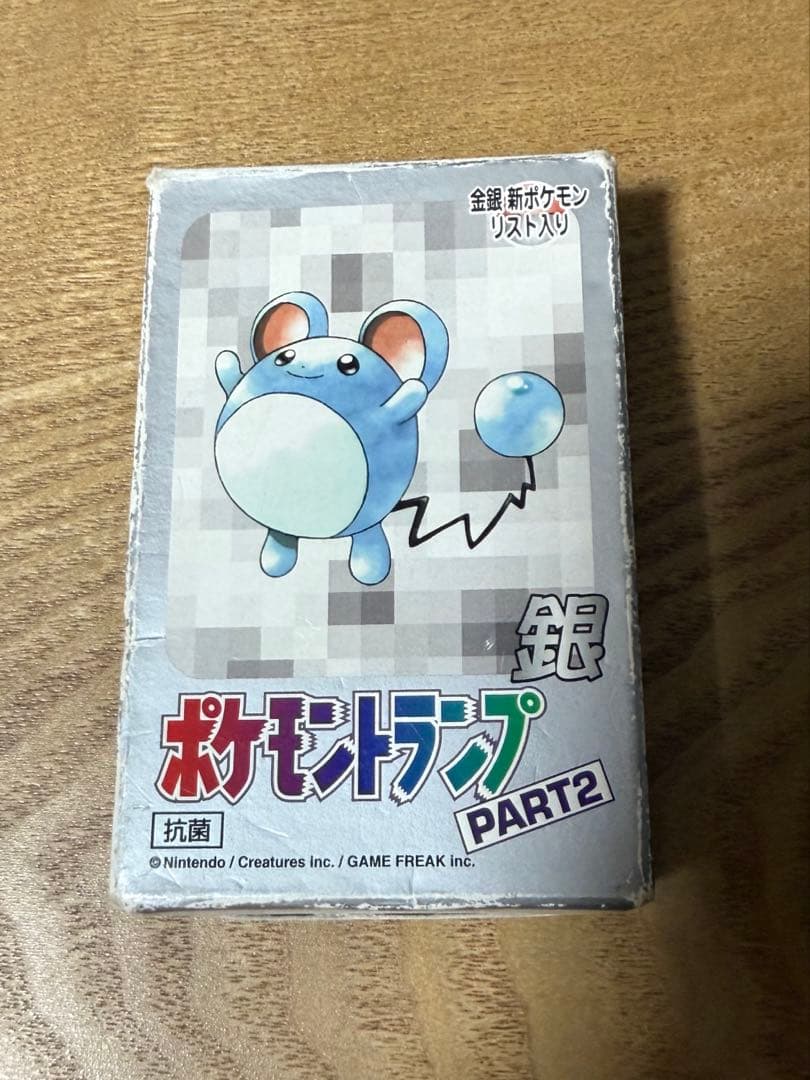 金銀 新ポケモン
リスト入り
銀
ポケモントランプ
PART2
抗菌
© Nintendo / Creatures inc. / GAME FREAK inc.